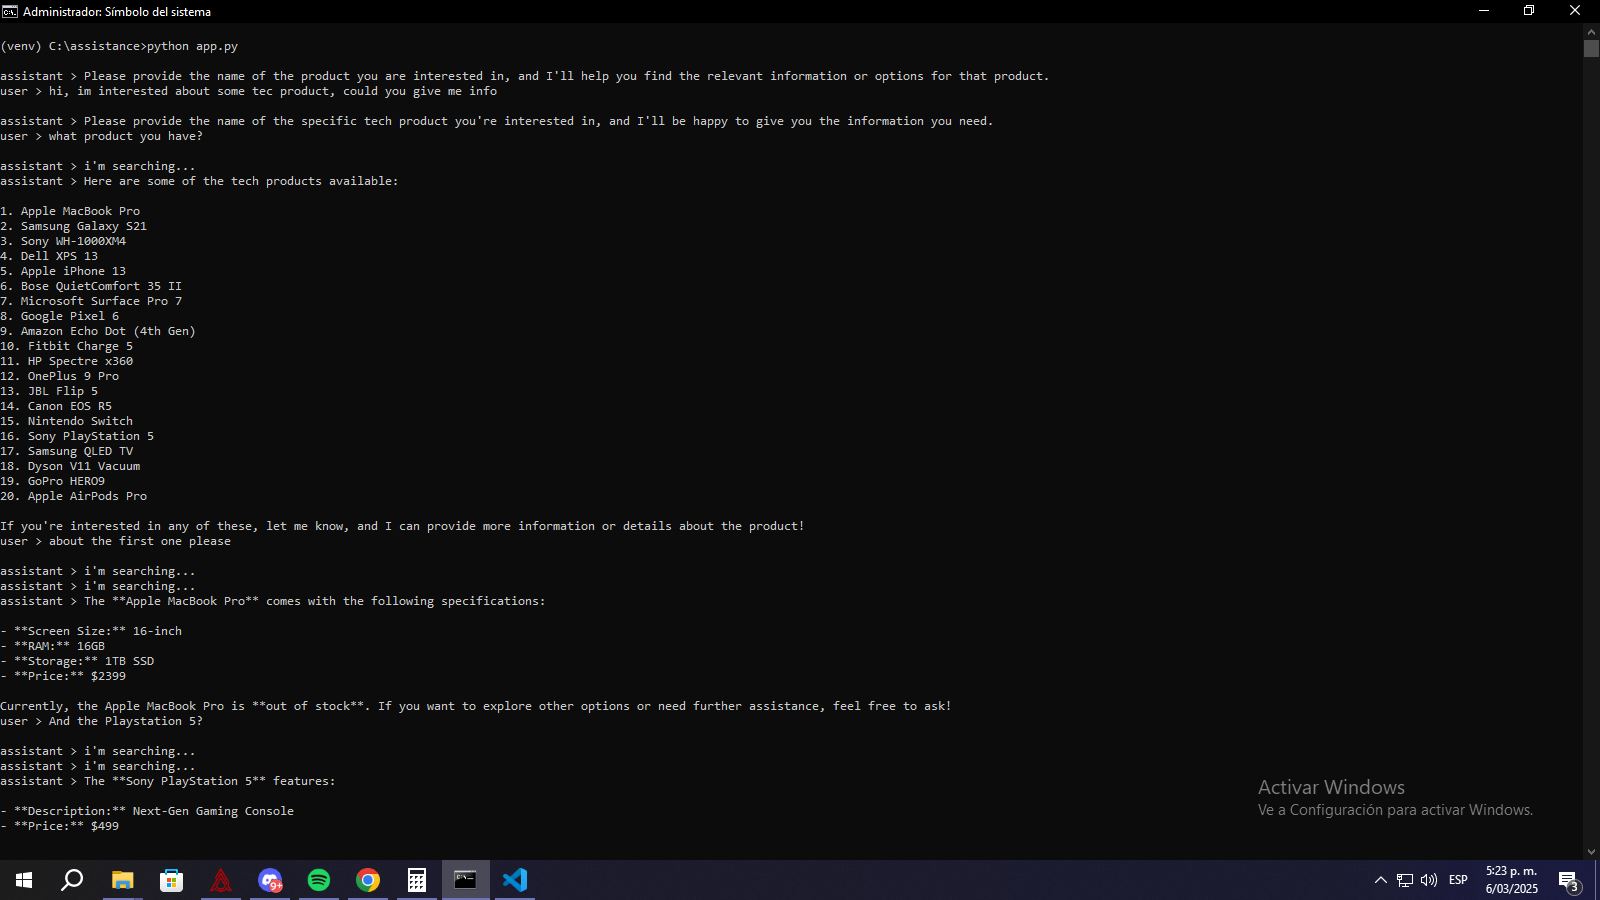 Administrador: Símbolo del sistema
(venv) C:\assistance>python app.py
assistant > Please provide the name of the product you are interested in, and I'll help you find the relevant information or options for that product.
user > hi, im interested about some tec product, could you give me info
assistant > Please provide the name of the specific tech product you're interested in, and I'll be happy to give you the information you need.
user > what product you have?
assistant > i'm searching...
assistant > Here are some of the tech products available:
1. Apple MacBook Pro
2. Samsung Galaxy S21
3. Sony WH-1000XM4
4. Dell XPS 13
5. Apple iPhone 13
6. Bose QuietComfort 35 II
7. Microsoft Surface Pro 7
8. Google Pixel 6
9. Amazon Echo Dot (4th Gen)
10. Fitbit Charge 5
11. HP Spectre x360
12. OnePlus 9 Pro
13. JBL Flip 5
14. Canon EOS R5
15. Nintendo Switch
16. Sony PlayStation 5
17. Samsung QLED TV
18. Dyson V11 Vacuum
19. GoPro HERO9
20. Apple AirPods Pro
If you're interested in any of these, let me know, and I can provide more information or details about the product!
user > about the first one please
assistant > i'm searching...
assistant > i'm searching...
assistant > The **Apple MacBook Pro** comes with the following specifications:
- **Screen Size:** 16-inch
- **RAM:** 16GB
- **Storage:** 1TB SSD
- **Price:** $2399
Currently, the Apple MacBook Pro is **out of stock**. If you want to explore other options or need further assistance, feel free to ask!
user > And the Playstation 5?
assistant > i'm searching...
assistant > i'm searching...
assistant > The **Sony PlayStation 5** features:
- **Description:** Next-Gen Gaming Console
- **Price:** $499
Activar Windows
Ve a Configuración para activar Windows.
9+
ESP
5:23 p. m.
6/03/2025
3